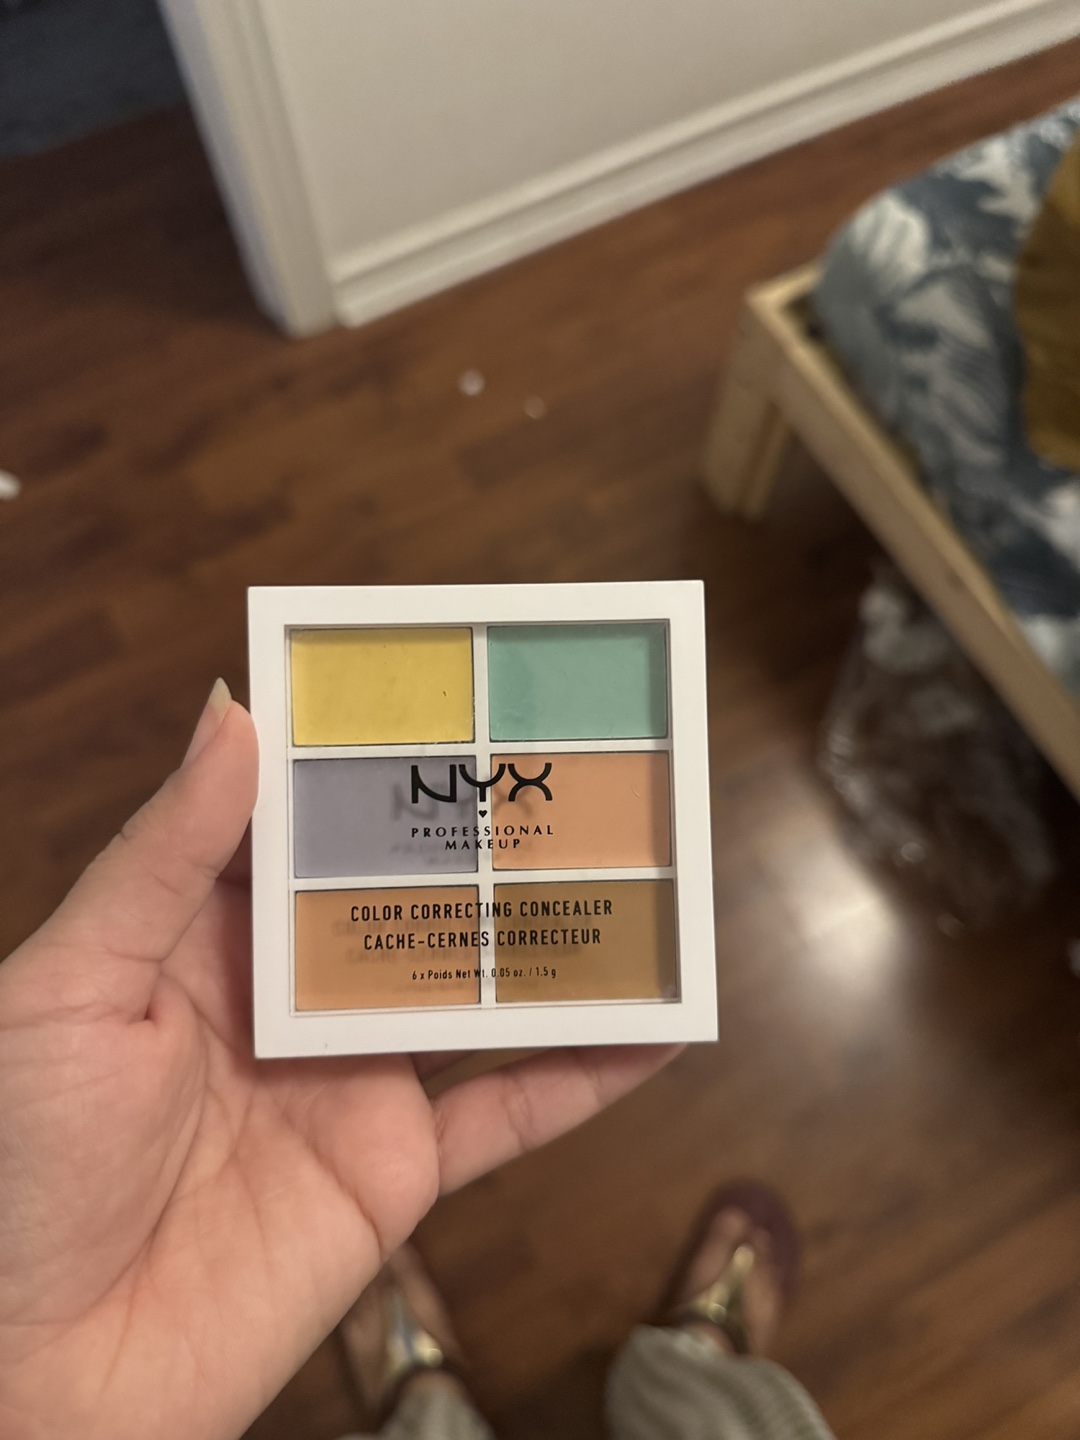 NYX
PROFESSIONAL
MAKEUP
COLOR CORRECTING CONCEALER
CACHE-CERNES CORRECTEUR
6 x Poids Net Wt. 0.05 oz. / 1.5 g